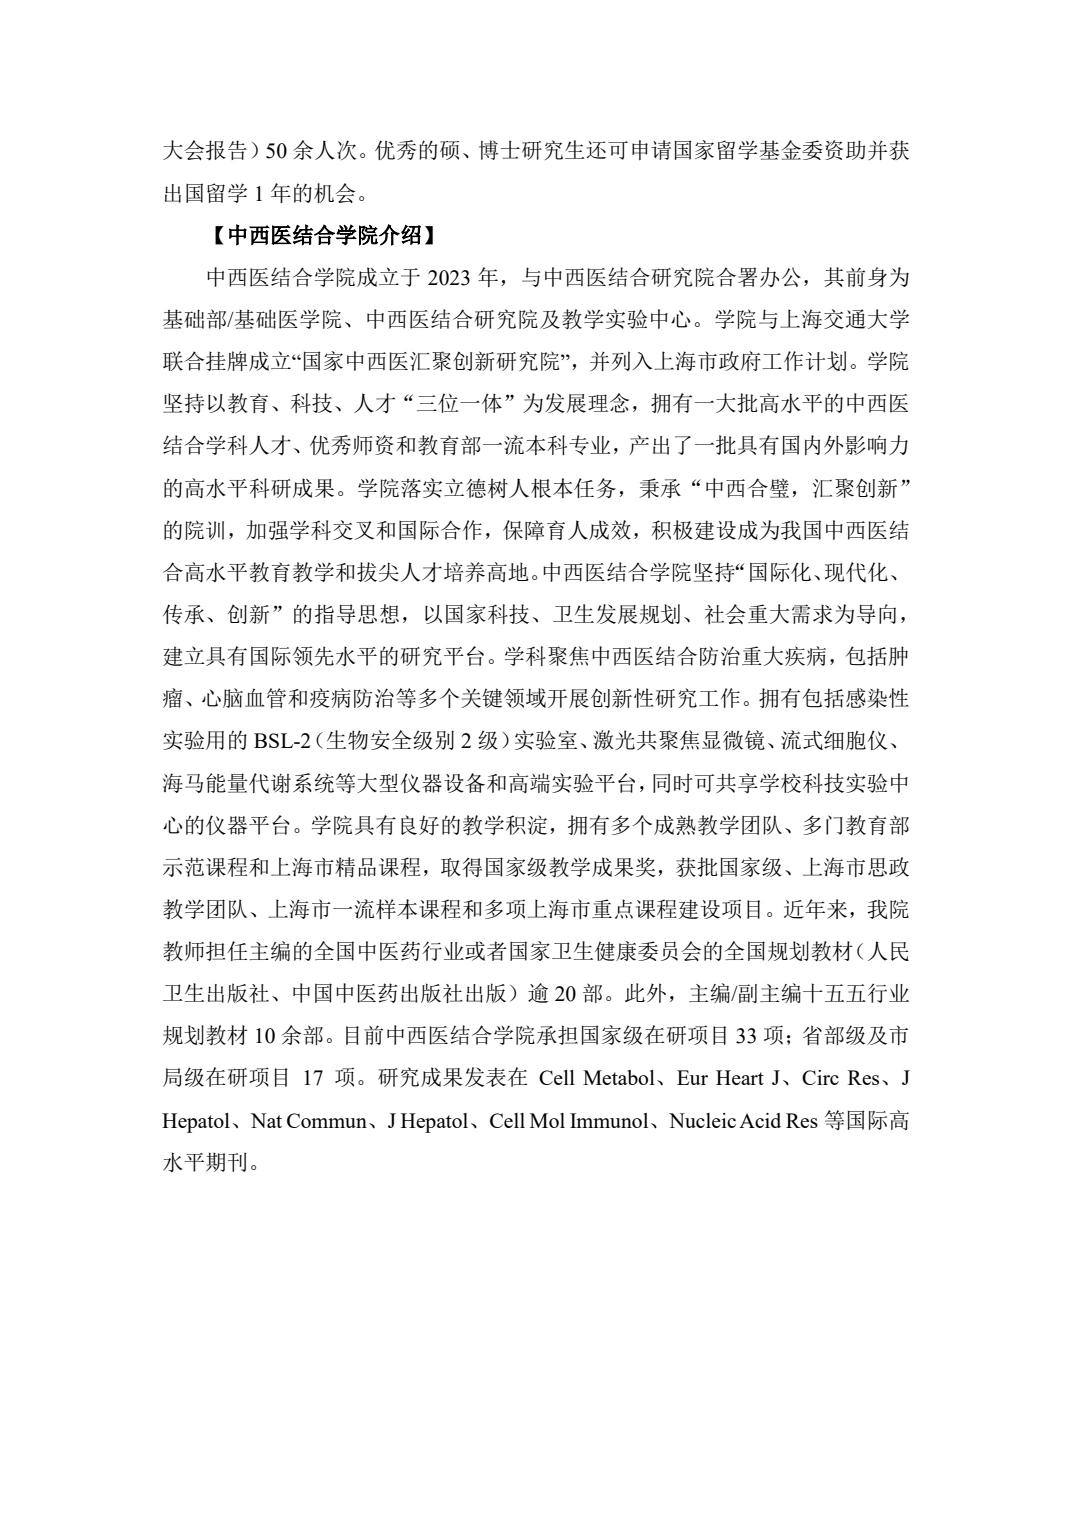 大会报告）50 余人次。优秀的硕、博士研究生还可申请国家留学基金委资助并获
出国留学 1 年的机会。
【中西医结合学院介绍】
中西医结合学院成立于 2023 年，与中西医结合研究院合署办公，其前身为
基础部/基础医学院、中西医结合研究院及教学实验中心。学院与上海交通大学
联合挂牌成立“国家中西医汇聚创新研究院”，并列入上海市政府工作计划。学院
坚持以教育、科技、人才“三位一体”为发展理念，拥有一大批高水平的中西医
结合学科人才、优秀师资和教育部一流本科专业，产出了一批具有国内外影响力
的高水平科研成果。学院落实立德树人根本任务，秉承“中西合璧，汇聚创新”
的院训，加强学科交叉和国际合作，保障育人成效，积极建设成为我国中西医结
合高水平教育教学和拔尖人才培养高地。中西医结合学院坚持“国际化、现代化、
传承、创新”的指导思想，以国家科技、卫生发展规划、社会重大需求为导向，
建立具有国际领先水平的研究平台。学科聚焦中西医结合防治重大疾病，包括肿
瘤、心脑血管和疫病防治等多个关键领域开展创新性研究工作。拥有包括感染性
实验用的 BSL-2（生物安全级别 2 级）实验室、激光共聚焦显微镜、流式细胞仪、
海马能量代谢系统等大型仪器设备和高端实验平台，同时可共享学校科技实验中
心的仪器平台。学院具有良好的教学积淀，拥有多个成熟教学团队、多门教育部
示范课程和上海市精品课程，取得国家级教学成果奖，获批国家级、上海市思政
教学团队、上海市一流样本课程和多项上海市重点课程建设项目。近年来，我院
教师担任主编的全国中医药行业或者国家卫生健康委员会的全国规划教材（人民
卫生出版社、中国中医药出版社出版）逾 20 部。此外，主编/副主编十五五行业
规划教材 10 余部。目前中西医结合学院承担国家级在研项目 33 项；省部级及市
局级在研项目 17 项。研究成果发表在 Cell Metabol、Eur Heart J、Circ Res、J
Hepatol、Nat Commun、J Hepatol、Cell Mol Immunol、Nucleic Acid Res 等国际高
水平期刊。